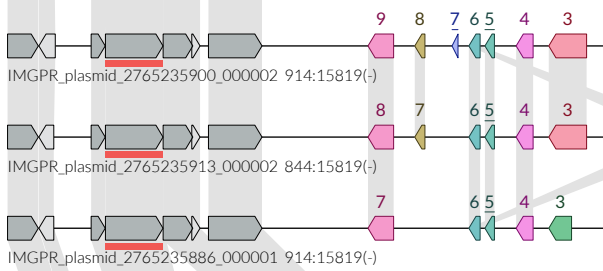 9 8 7 6 5 4 3
IMGPR_plasmid_2765235900_000002 914:15819(-)
8 7 6 5 4 3
IMGPR_plasmid_2765235913_000002 844:15819(-)
7 6 5 4 3
IMGPR_plasmid_2765235886_000001 914:15819(-)